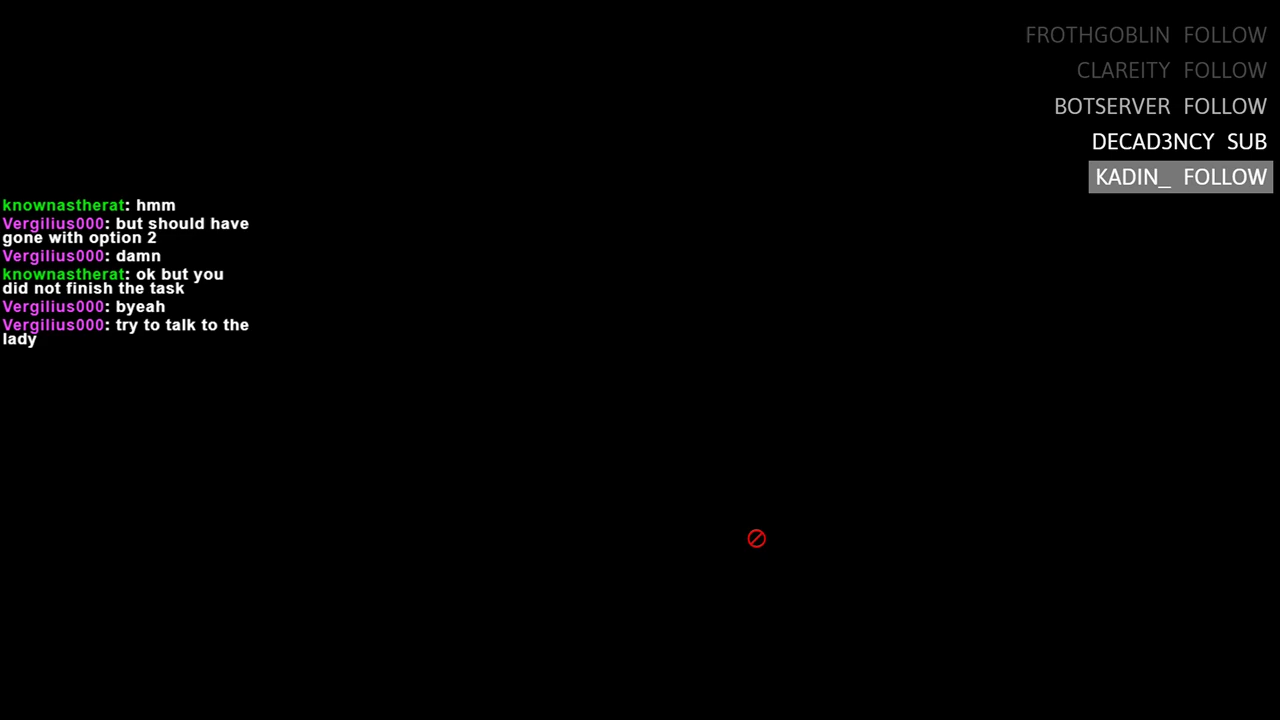 FROTHGOBLIN FOLLOW
CLAREITY FOLLOW
BOTSERVER FOLLOW
DECAD3NCY SUB
KADIN_ FOLLOW
knownastherat: hmm
Vergilius000: but should have
gone with option 2
Vergilius000: damn
knownastherat: ok but you
did not finish the task
Vergilius000: byeah
Vergilius000: try to talk to the
lady